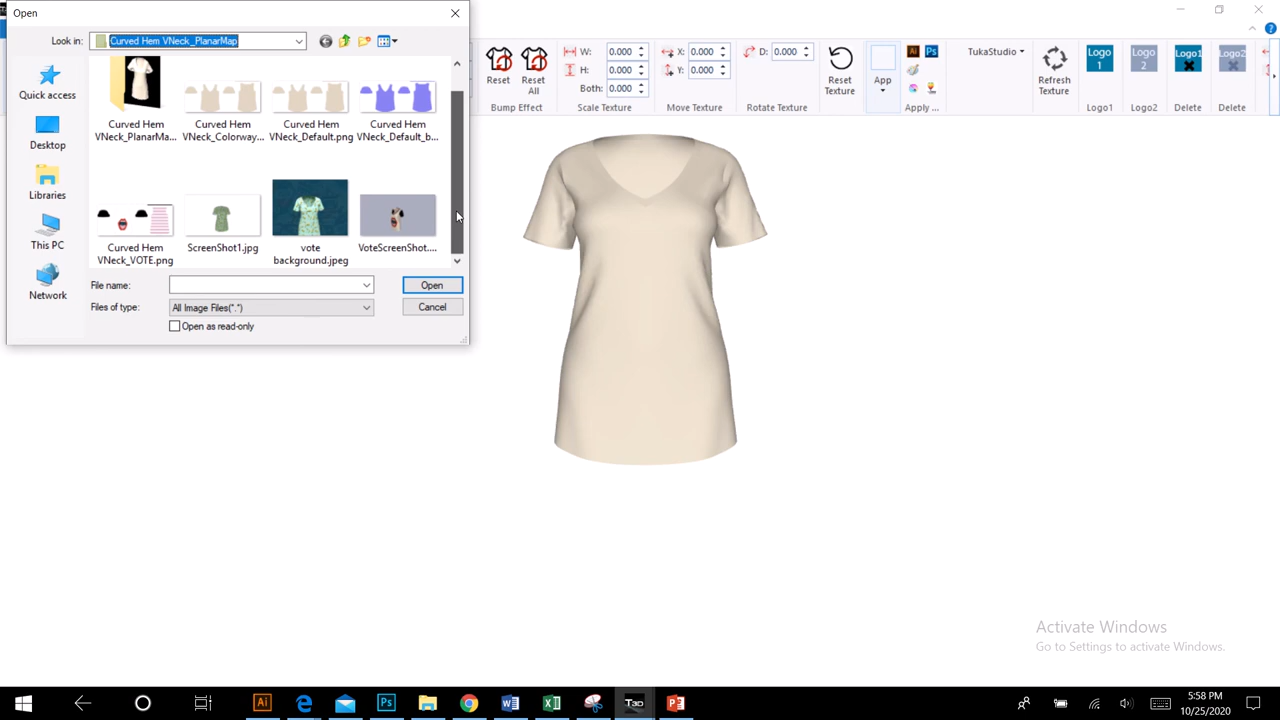 Open
Look in:
Curved Hem VNeck_PlanarMap
Quick access
Desktop
Libraries
This PC
Network
Curved Hem
VNeck_PlanarMa...
Curved Hem
VNeck_Colorway...
Curved Hem
VNeck_Default.png
Curved Hem
VNeck_Default_b...
Curved Hem
VNeck_VOTE.png
ScreenShot1.jpg
vote
background.jpeg
VoteScreenShot....
File name:
Open
Files of type:
All Image Files(*.*)
Cancel
Open as read-only
Reset
Reset
All
Bump Effect
W: 0.000
H: 0.000
Both: 0.000
Scale Texture
X: 0.000
Y: 0.000
Move Texture
D: 0.000
Rotate Texture
Reset
Texture
App
Ai
Ps
Apply ...
TukaStudio
Refresh
Texture
Logo
1
Logo1
Logo
2
Logo2
Logo1
Delete
Logo2
Delete
Activate Windows
Go to Settings to activate Windows.
Ai
Ps
TAD
5:58 PM
10/25/2020